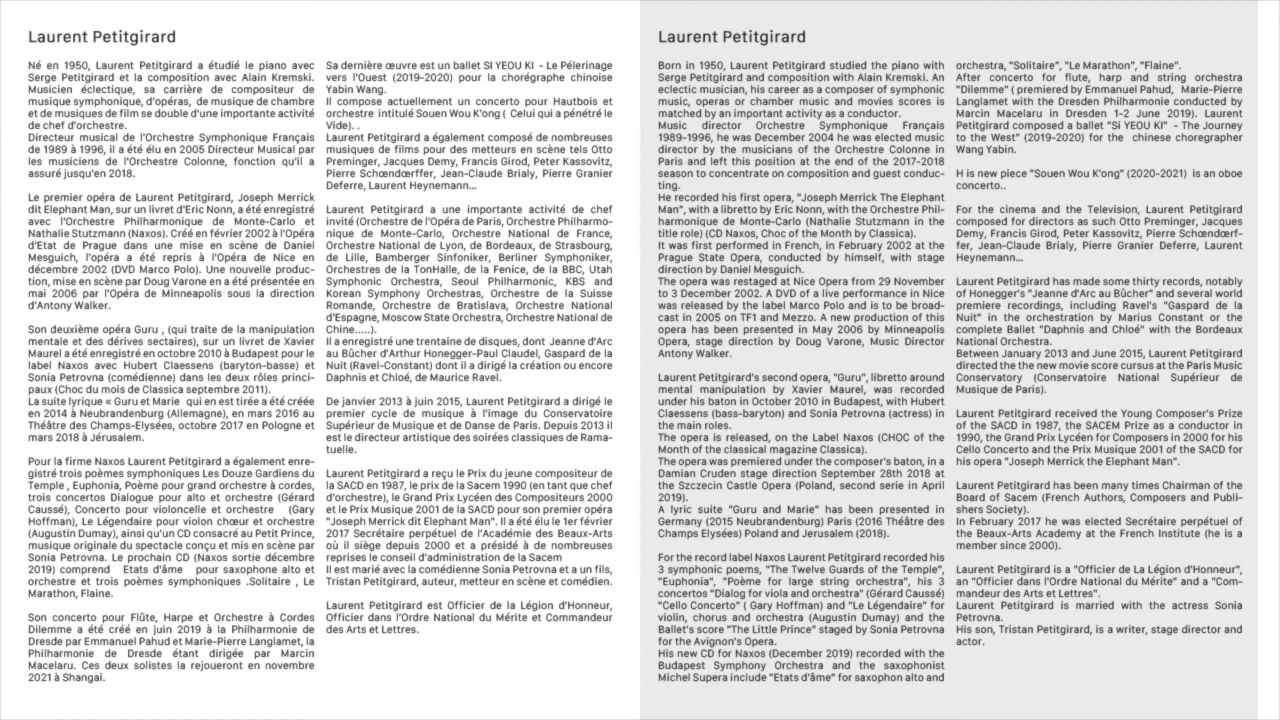 Laurent Petitgirard
Né en 1950, Laurent Petitgirard a étudié le piano avec
Serge Petitgirard et la composition avec Alain Kremski.
Musicien éclectique, sa carrière de compositeur de
musique symphonique, d'opéras, de musique de chambre
et de musiques de film se double d'une importante activité
de chef d'orchestre.
Directeur musical de l'Orchestre Symphonique Français
de 1989 à 1996, il a été élu en 2005 Directeur Musical par
les musiciens de l'Orchestre Colonne, fonction qu'il a
assuré jusqu'en 2018.
Le premier opéra de Laurent Petitgirard, Joseph Merrick
dit Elephant Man, sur un livret d'Eric Nonn, a été enregistré
avec l'Orchestre Philharmonique de Monte-Carlo et
Nathalie Stutzmann (Naxos). Créé en février 2002 à l'Opéra
d'Etat de Prague dans une mise en scène de Daniel
Mesguich, l'opéra a été repris à l'Opéra de Nice en
décembre 2002 (DVD Marco Polo). Une nouvelle produc-
tion, mise en scène par Doug Varone en a été présentée en
mai 2006 par l'Opéra de Minneapolis sous la direction
d'Antony Walker.
Son deuxième opéra Guru , (qui traite de la manipulation
mentale et des dérives sectaires), sur un livret de Xavier
Maurel a été enregistré en octobre 2010 à Budapest pour le
label Naxos avec Hubert Claessens (baryton-basse) et
Sonia Petrovna (comédienne) dans les deux rôles princi-
paux (Choc du mois de Classica septembre 2011).
La suite lyrique « Guru et Marie qui en est tirée a été créée
en 2014 à Neubrandenburg (Allemagne), en mars 2016 au
Théâtre des Champs-Elysées, octobre 2017 en Pologne et
mars 2018 à Jérusalem.
Pour la firme Naxos Laurent Petitgirard a également enre-
gistré trois poèmes symphoniques Les Douze Gardiens du
Temple , Euphonia, Poème pour grand orchestre à cordes,
trois concertos Dialogue pour alto et orchestre (Gérard
Caussé), Concerto pour violoncelle et orchestre (Gary
Hoffman), Le Légendaire pour violon chœur et orchestre
(Augustin Dumay), ainsi qu'un CD consacré au Petit Prince,
musique originale du spectacle conçu et mis en scène par
Sonia Petrovna. Le prochain CD (Naxos sortie décembre
2019) comprend Etats d'âme pour saxophone alto et
orchestre et trois poèmes symphoniques .Solitaire , Le
Marathon, Flaine.
Son concerto pour Flûte, Harpe et Orchestre à Cordes
Dilemme a été créé en juin 2019 à la Philharmonie de
Dresde par Emmanuel Pahud et Marie-Pierre Langlamet, la
Philharmonie de Dresde étant dirigée par Marcin
Macelaru. Ces deux solistes la rejoueront en novembre
2021 à Shangai.
Sa dernière œuvre est un ballet SI YEOU KI - Le Pélerinage
vers l'Ouest (2019-2020) pour la chorégraphe chinoise
Yabin Wang.
Il compose actuellement un concerto pour Hautbois et
orchestre intitulé Souen Wou K'ong ( Celui qui a pénétré le
Vide). .
Laurent Petitgirard a également composé de nombreuses
musiques de films pour des metteurs en scène tels Otto
Preminger, Jacques Demy, Francis Girod, Peter Kassovitz,
Pierre Schœndœrffer, Jean-Claude Brialy, Pierre Granier
Deferre, Laurent Heynemann...
Laurent Petitgirard a une importante activité de chef
invité (Orchestre de l'Opéra de Paris, Orchestre Philharmo-
nique de Monte-Carlo, Orchestre National de France,
Orchestre National de Lyon, de Bordeaux, de Strasbourg,
de Lille, Bamberger Sinfoniker, Berliner Symphoniker,
Orchestres de la TonHalle, de la Fenice, de la BBC, Utah
Symphonic Orchestra, Seoul Philharmonic, KBS and
Korean Symphony Orchestras, Orchestre de la Suisse
Romande, Orchestre de Bratislava, Orchestre National
d'Espagne, Moscow State Orchestra, Orchestre National de
Chine.....).
Il a enregistré une trentaine de disques, dont Jeanne d'Arc
au Bûcher d'Arthur Honegger-Paul Claudel, Gaspard de la
Nuit (Ravel-Constant) dont il a dirigé la création ou encore
Daphnis et Chloé, de Maurice Ravel.
De janvier 2013 à juin 2015, Laurent Petitgirard a dirigé le
premier cycle de musique à l'image du Conservatoire
Supérieur de Musique et de Danse de Paris. Depuis 2013 il
est le directeur artistique des soirées classiques de Rama-
tuelle.
Laurent Petitgirard a reçu le Prix du jeune compositeur de
la SACD en 1987, le prix de la Sacem 1990 (en tant que chef
d'orchestre), le Grand Prix Lycéen des Compositeurs 2000
et le Prix Musique 2001 de la SACD pour son premier opéra
"Joseph Merrick dit Elephant Man". Il a été élu le 1er février
2017 Secrétaire perpétuel de l'Académie des Beaux-Arts
où il siège depuis 2000 et a présidé à de nombreuses
reprises le conseil d'administration de la Sacem
Il est marié avec la comédienne Sonia Petrovna et a un fils,
Tristan Petitgirard, auteur, metteur en scène et comédien.
Laurent Petitgirard est Officier de la Légion d'Honneur,
Officier dans l'Ordre National du Mérite et Commandeur
des Arts et Lettres.
Laurent Petitgirard
Born in 1950, Laurent Petitgirard studied the piano with
Serge Petitgirard and composition with Alain Kremski. An
eclectic musician, his career as a composer of symphonic
music, operas or chamber music and movies scores is
matched by an important activity as a conductor.
Music director Orchestre Symphonique Français
1989-1996, he was December 2004 he was elected music
director by the musicians of the Orchestre Colonne in
Paris and left this position at the end of the 2017-2018
season to concentrate on composition and guest conduc-
ting.
He recorded his first opera, "Joseph Merrick The Elephant
Man", with a libretto by Eric Nonn, with the Orchestre Phil-
harmonique de Monte-Carlo (Nathalie Stutzmann in the
title role) (CD Naxos, Choc of the Month by Classica).
It was first performed in French, in February 2002 at the
Prague State Opera, conducted by himself, with stage
direction by Daniel Mesguich.
The opera was restaged at Nice Opera from 29 November
to 3 December 2002. A DVD of a live performance in Nice
was released by the label Marco Polo and is to be broad-
cast in 2005 on TF1 and Mezzo. A new production of this
opera has been presented in May 2006 by Minneapolis
Opera, stage direction by Doug Varone, Music Director
Antony Walker.
Laurent Petitgirard's second opera, "Guru", libretto around
mental manipulation by Xavier Maurel, was recorded
under his baton in October 2010 in Budapest, with Hubert
Claessens (bass-baryton) and Sonia Petrovna (actress) in
the main roles.
The opera is released, on the Label Naxos (CHOC of the
Month of the classical magazine Classica).
The opera was premiered under the composer's baton, in a
Damian Cruden stage direction September 28th 2018 at
the Szczecin Castle Opera (Poland, second serie in April
2019).
A lyric suite "Guru and Marie" has been presented in
Germany (2015 Neubrandenburg) Paris (2016 Théâtre des
Champs Elysées) Poland and Jerusalem (2018).
For the record label Naxos Laurent Petitgirard recorded his
3 symphonic poems, "The Twelve Guards of the Temple",
"Euphonia", "Poème for large string orchestra", his 3
concertos "Dialog for viola and orchestra" (Gérard Caussé)
"Cello Concerto" ( Gary Hoffman) and "Le Légendaire" for
violin, chorus and orchestra (Augustin Dumay) and the
Ballet's score "The Little Prince" staged by Sonia Petrovna
for the Avignon's Opera.
His new CD for Naxos (December 2019) recorded with the
Budapest Symphony Orchestra and the saxophonist
Michel Supera include "Etats d'âme" for saxophon alto and
orchestra, "Solitaire", "Le Marathon", "Flaine".
After concerto for flute, harp and string orchestra
"Dilemme" ( premiered by Emmanuel Pahud, Marie-Pierre
Langlamet with the Dresden Philharmonie conducted by
Marcin Macelaru in Dresden 1-2 June 2019). Laurent
Petitgirard composed a ballet "Si YEOU KI" - The Journey
to the West" (2019-2020) for the chinese choregrapher
Wang Yabin.
H is new piece "Souen Wou K'ong" (2020-2021) is an oboe
concerto..
For the cinema and the Television, Laurent Petitgirard
composed for directors as such Otto Preminger, Jacques
Demy, Francis Girod, Peter Kassovitz, Pierre Schœnderf-
fer, Jean-Claude Brialy, Pierre Granier Deferre, Laurent
Heynemann...
Laurent Petitgirard has made some thirty records, notably
of Honegger's "Jeanne d'Arc au Bûcher" and several world
premiere recordings, including Ravel's "Gaspard de la
Nuit" in the orchestration by Marius Constant or the
complete Ballet "Daphnis and Chloé" with the Bordeaux
National Orchestra.
Between January 2013 and June 2015, Laurent Petitgirard
directed the the new movie score cursus at the Paris Music
Conservatory (Conservatoire National Supérieur de
Musique de Paris).
Laurent Petitgirard received the Young Composer's Prize
of the SACD in 1987, the SACEM Prize as a conductor in
1990, the Grand Prix Lycéen for Composers in 2000 for his
Cello Concerto and the Prix Musique 2001 of the SACD for
his opera "Joseph Merrick the Elephant Man".
Laurent Petitgirard has been many times Chairman of the
Board of Sacem (French Authors, Composers and Publi-
shers Society).
In February 2017 he was elected Secrétaire perpétuel of
the Beaux-Arts Academy at the French Institute (he is a
member since 2000).
Laurent Petitgirard is a "Officier de La Légion d'Honneur",
an "Officier dans l'Ordre National du Mérite" and a "Com-
mandeur des Arts et Lettres".
Laurent Petitgirard is married with the actress Sonia
Petrovna.
His son, Tristan Petitgirard, is a writer, stage director and
actor.